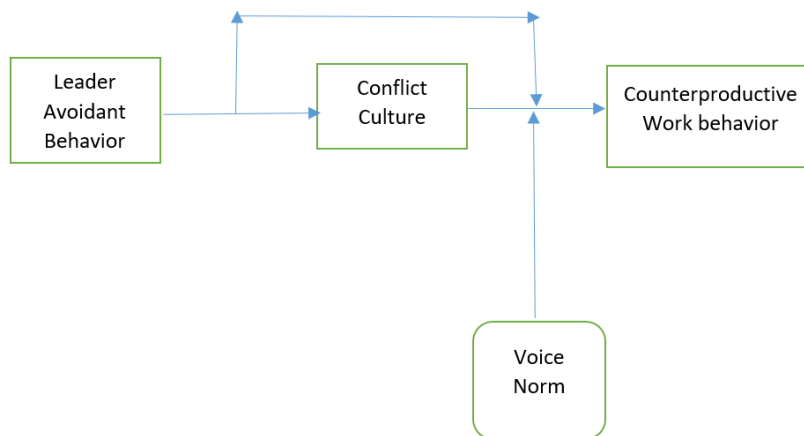 Leader
Avoidant
Behavior
Conflict
Culture
Counterproductive
Work behavior
Voice
Norm